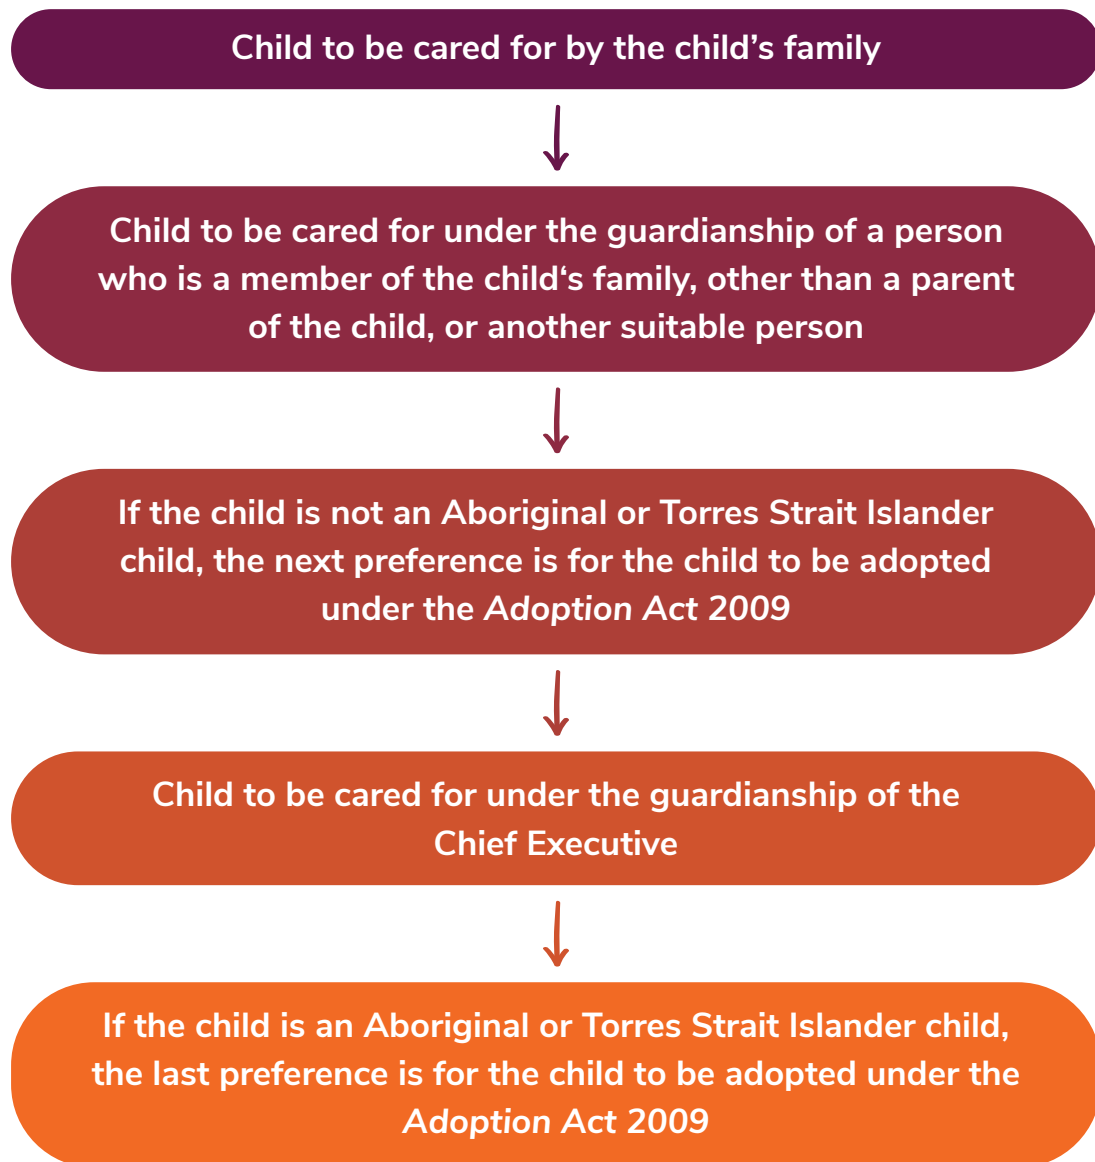 Child to be cared for by the child’s family
Child to be cared for under the guardianship of a person
who is a member of the child‘s family, other than a parent
of the child, or another suitable person
If the child is not an Aboriginal or Torres Strait Islander
child, the next preference is for the child to be adopted
under the Adoption Act 2009
Child to be cared for under the guardianship of the
Chief Executive
If the child is an Aboriginal or Torres Strait Islander child,
the last preference is for the child to be adopted under the
Adoption Act 2009